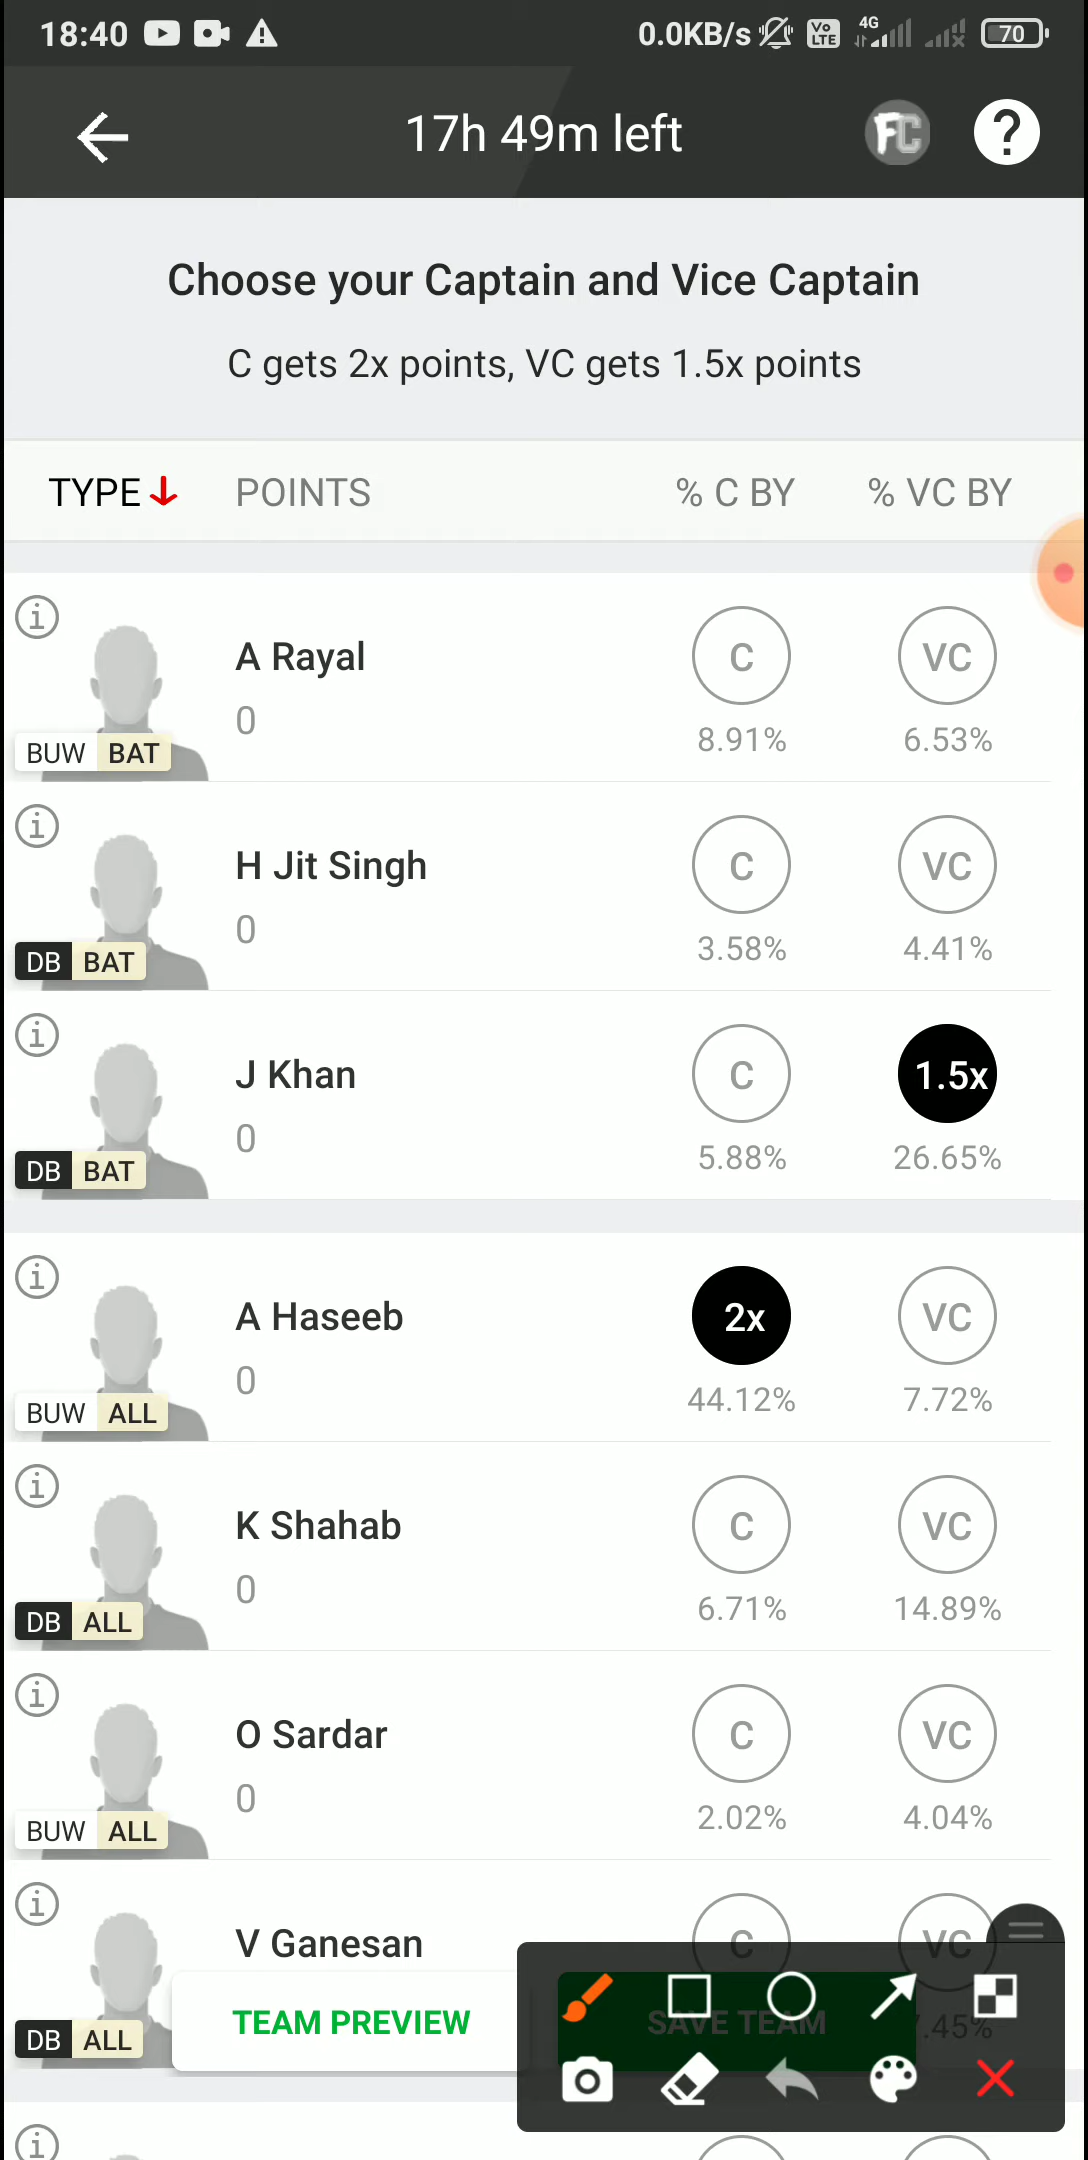 18:40 0.0KB/s Vo LTE 4G 70
17h 49m left FC ?
Choose your Captain and Vice Captain
C gets 2x points, VC gets 1.5x points
TYPE POINTS % C BY % VC BY
A Rayal C VC
0 8.91% 6.53%
BUW BAT
H Jit Singh C VC
0 3.58% 4.41%
DB BAT
J Khan C 1.5x
0 5.88% 26.65%
DB BAT
A Haseeb 2x VC
0 44.12% 7.72%
BUW ALL
K Shahab C VC
0 6.71% 14.89%
DB ALL
O Sardar C VC
0 2.02% 4.04%
BUW ALL
V Ganesan C VC
TEAM PREVIEW SAVE TEAM
DB ALL